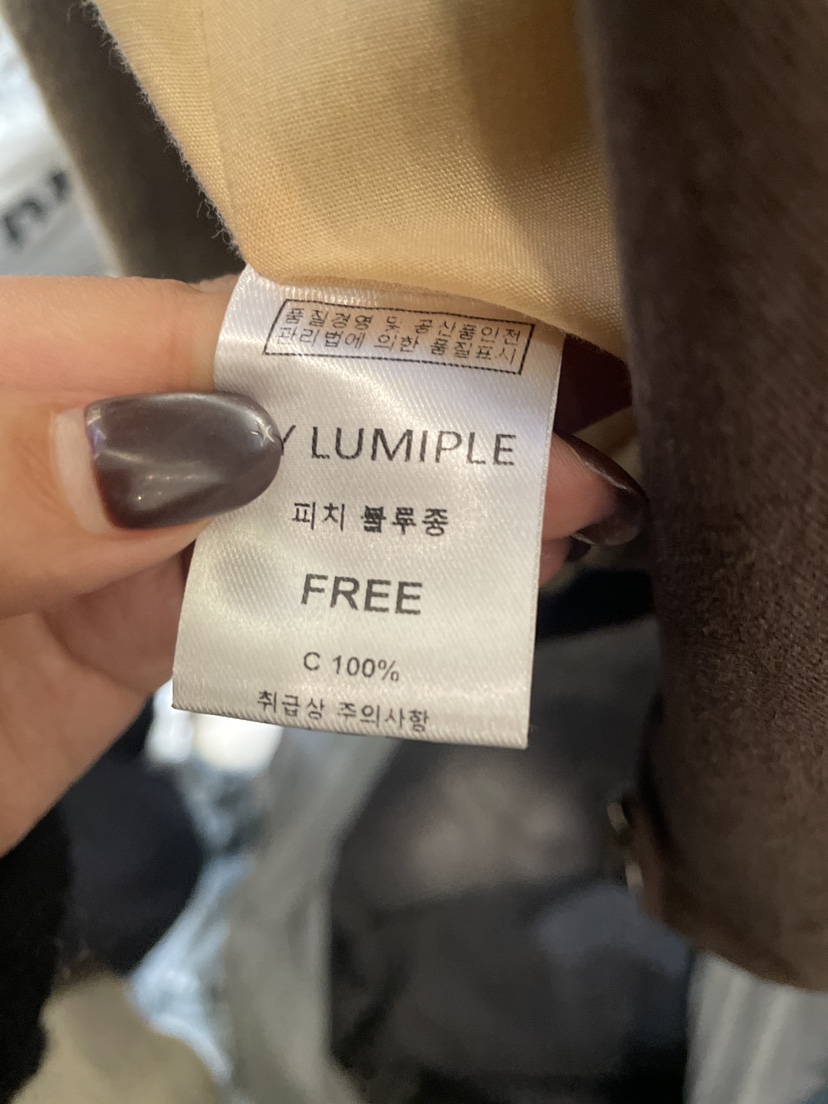 품질경영 및 공산품안전
관리법에 의한 품질표시
Y LUMIPLE
피치 블루종
FREE
C 100%
취급상 주의사항